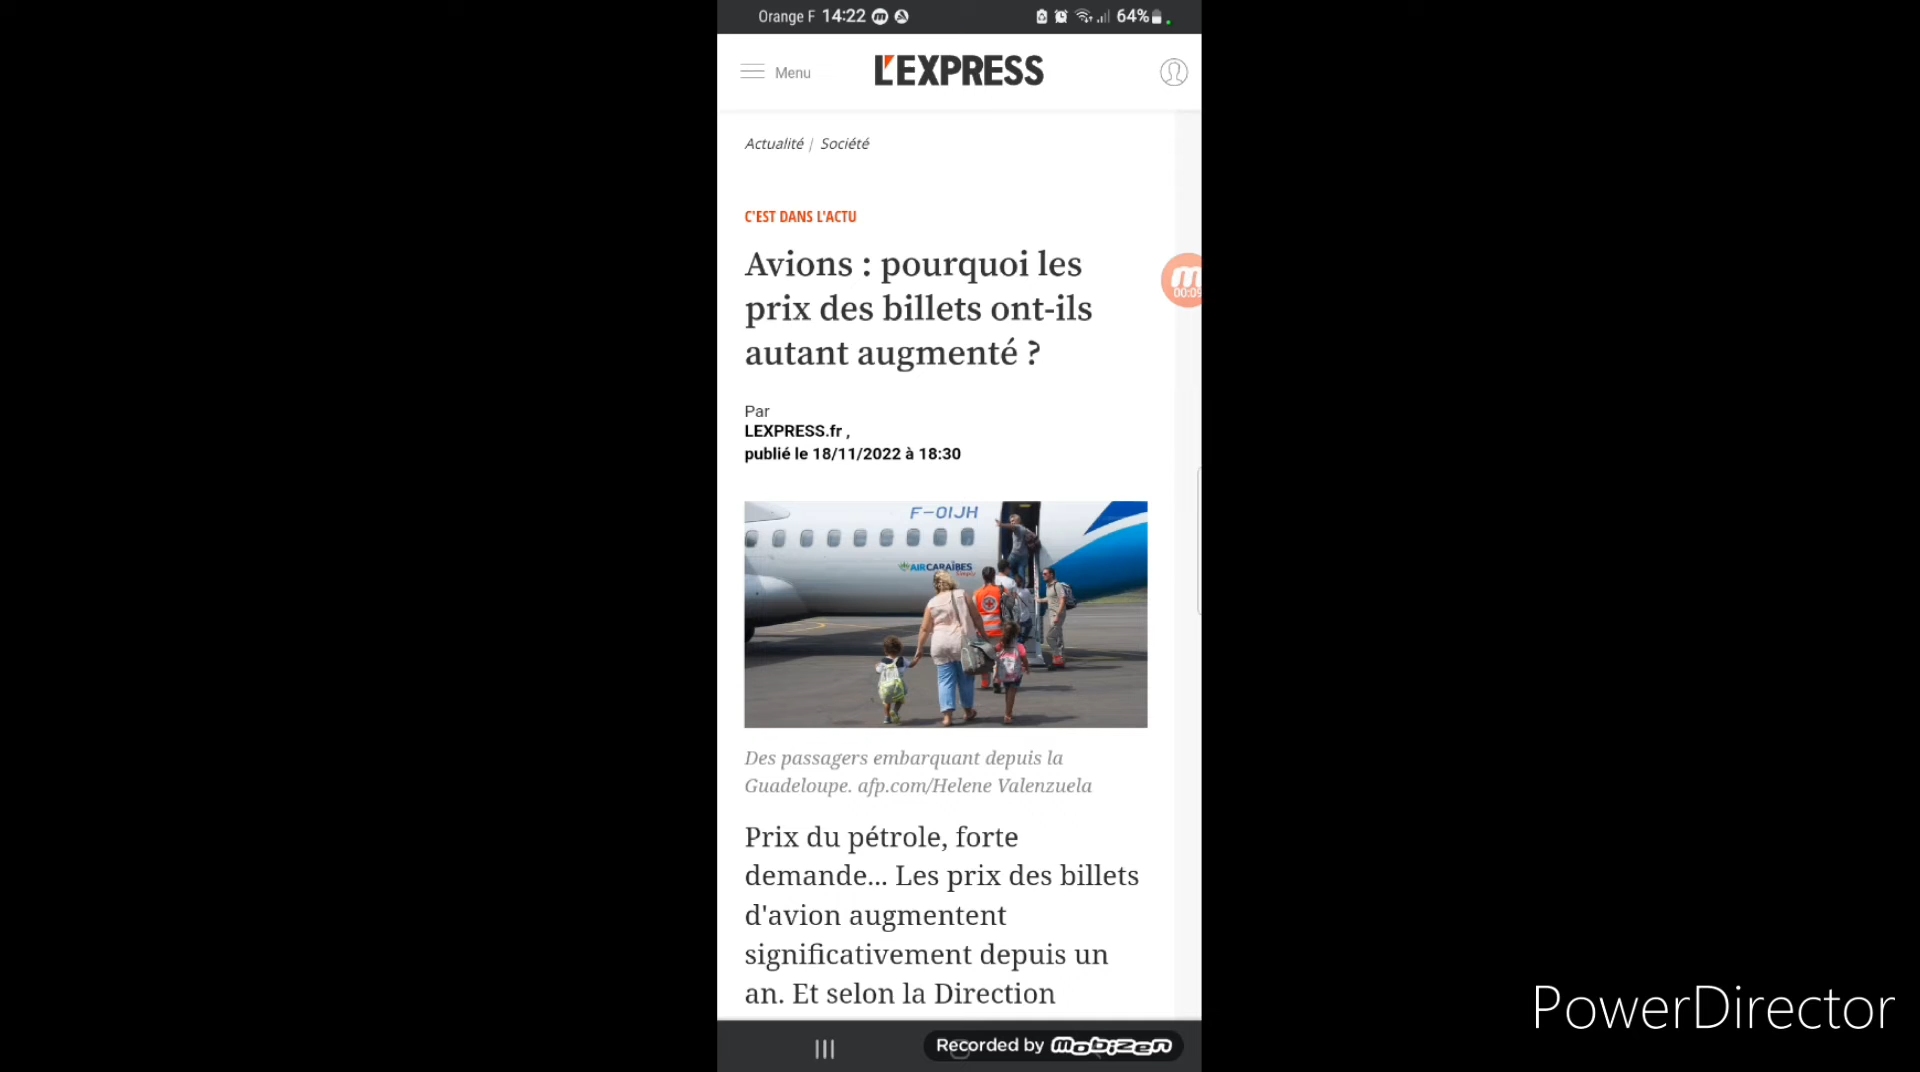 Orange F 14:22 64%
Menu L'EXPRESS
Actualité | Société
C'EST DANS L'ACTU
Avions : pourquoi les
prix des billets ont-ils
autant augmenté ?
00:09
Par
LEXPRESS.fr ,
publié le 18/11/2022 à 18:30
F-OIJH
AIRCARAÏBES
Des passagers embarquant depuis la
Guadeloupe. afp.com/Helene Valenzuela
Prix du pétrole, forte
demande... Les prix des billets
d'avion augmentent
significativement depuis un
an. Et selon la Direction
PowerDirector
Recorded by mobizen